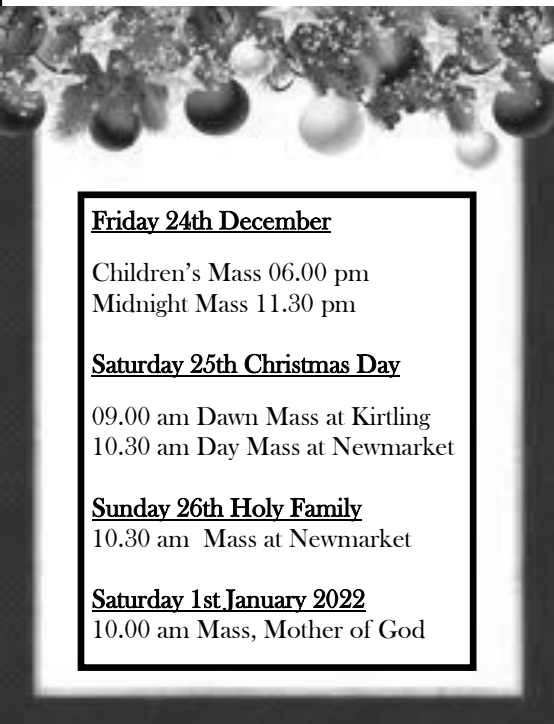 Friday 24th December
Children's Mass 06.00 pm
Midnight Mass 11.30 pm
Saturday 25th Christmas Day
09.00 am Dawn Mass at Kirtling
10.30 am Day Mass at Newmarket
Sunday 26th Holy Family
10.30 am  Mass at Newmarket
Saturday 1st January 2022
10.00 am Mass, Mother of God